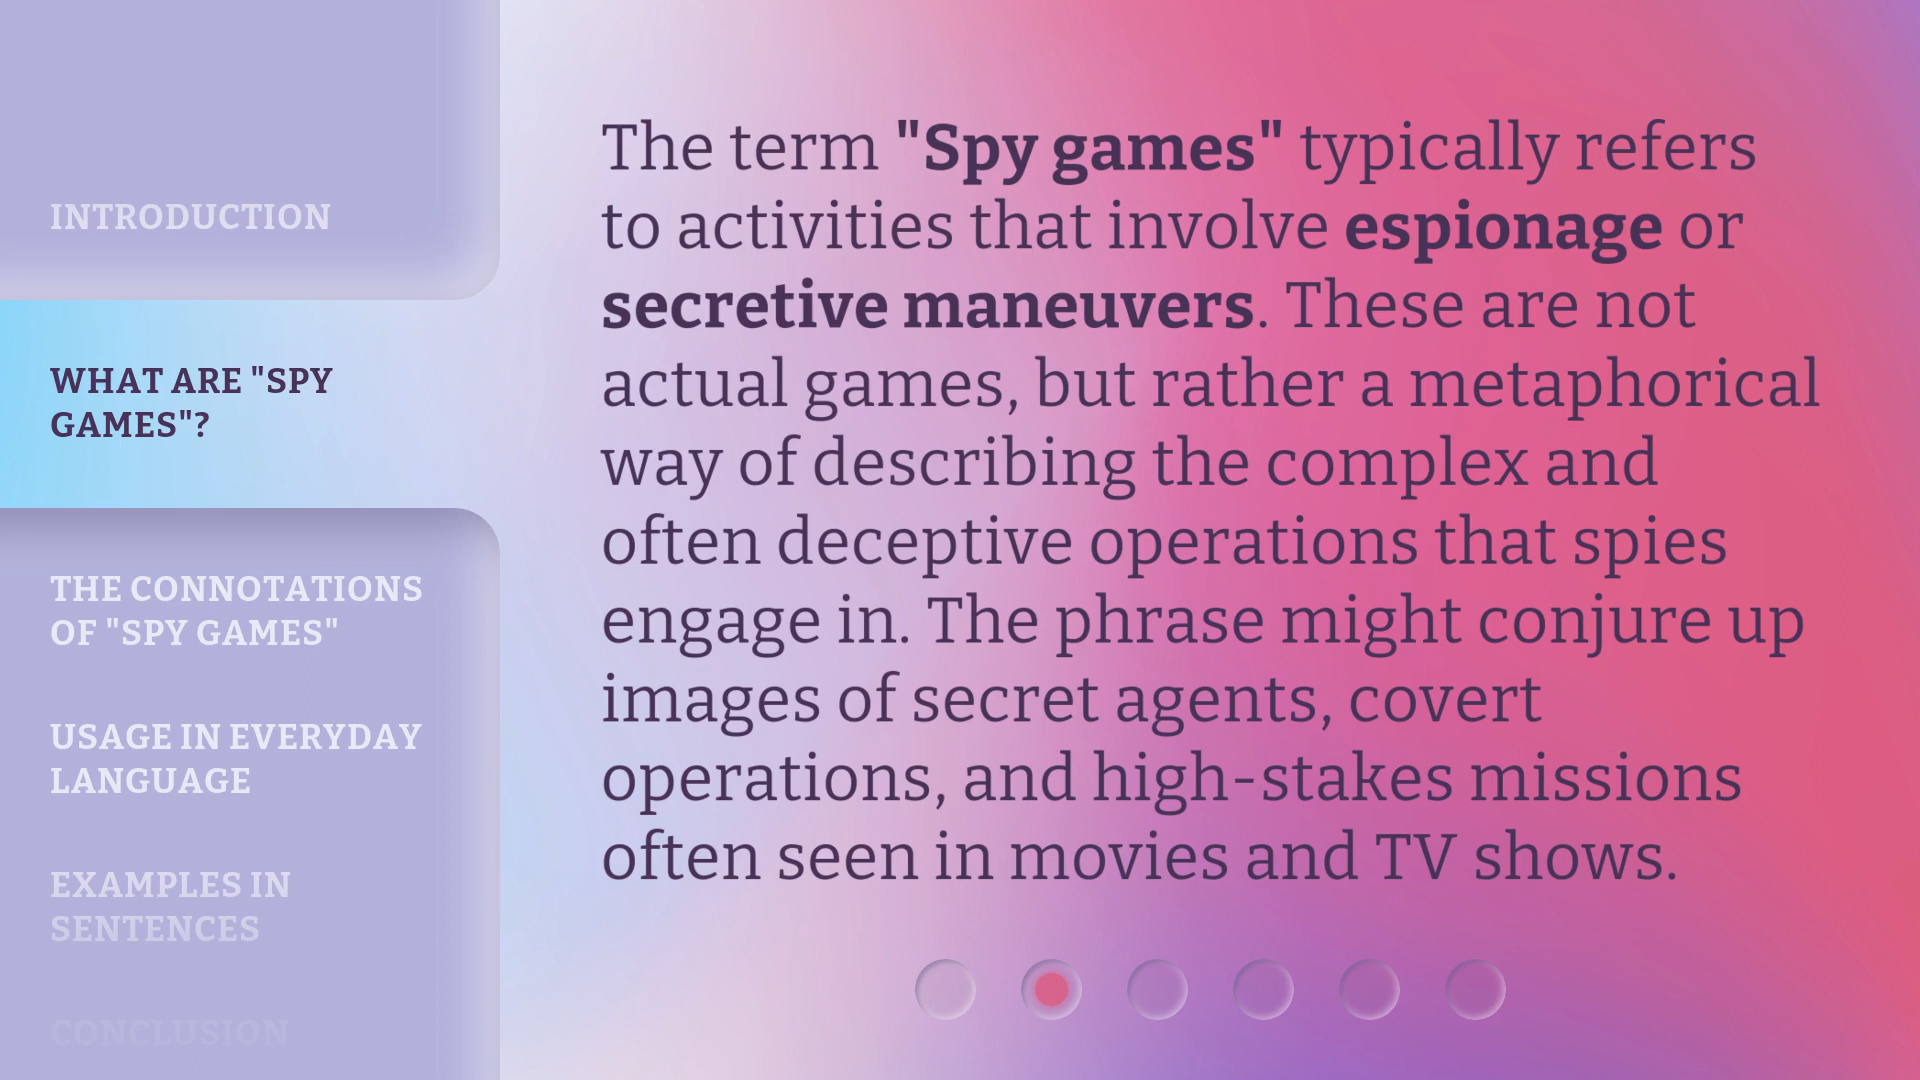 INTRODUCTION
WHAT ARE "SPY
GAMES"?
THE CONNOTATIONS
OF "SPY GAMES"
USAGE IN EVERYDAY
LANGUAGE
EXAMPLES IN
SENTENCES
CONCLUSION
The term "Spy games" typically refers
to activities that involve espionage or
secretive maneuvers. These are not
actual games, but rather a metaphorical
way of describing the complex and
often deceptive operations that spies
engage in. The phrase might conjure up
images of secret agents, covert
operations, and high-stakes missions
often seen in movies and TV shows.